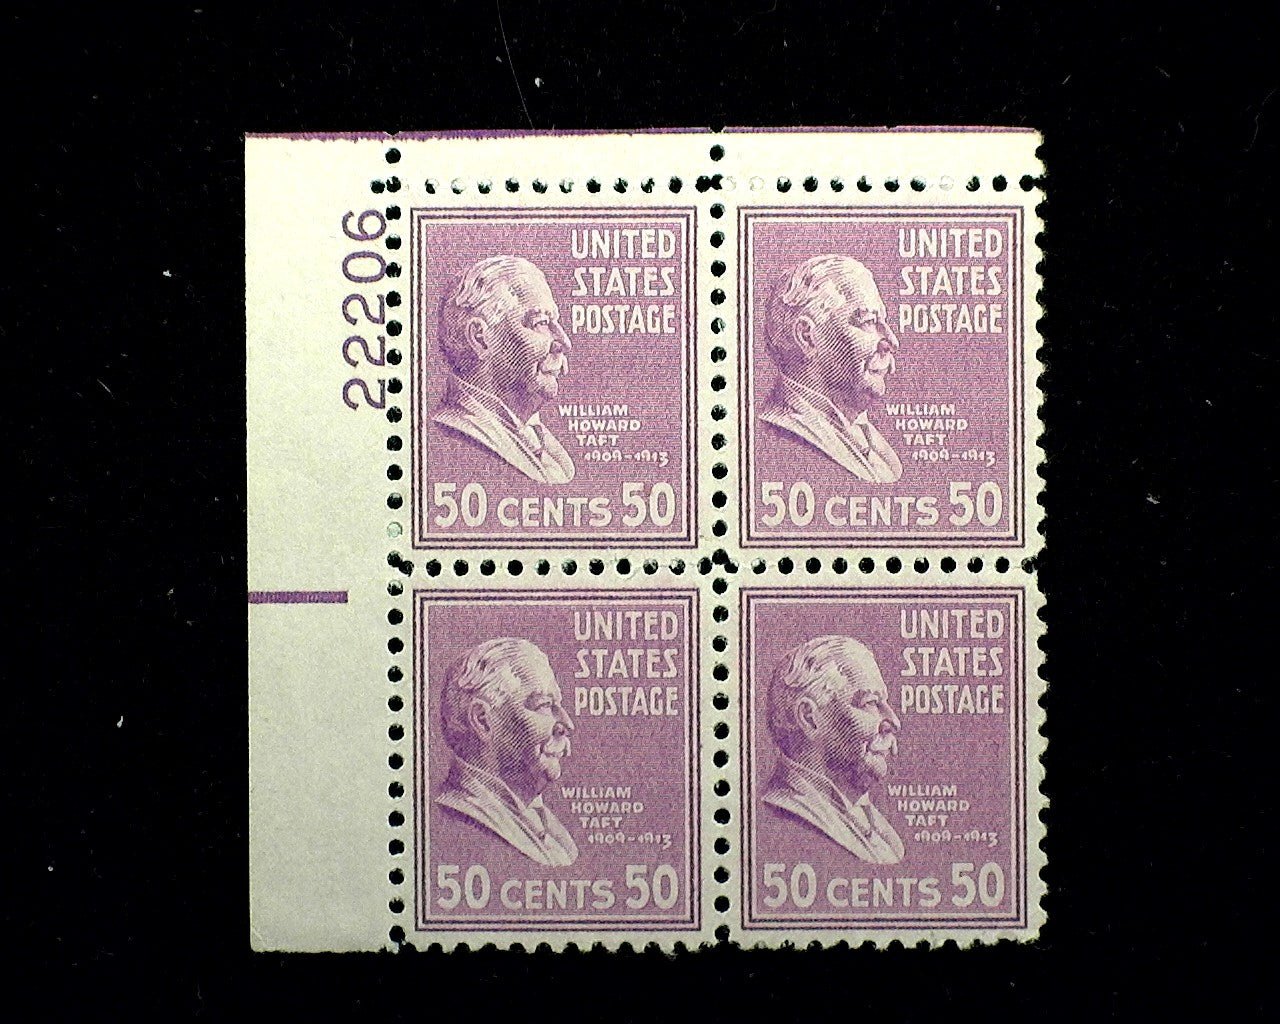 22206
UNITED
STATES
POSTAGE
WILLIAM
HOWARD
TAFT
1909-1913
50 CENTS 50
UNITED
STATES
POSTAGE
WILLIAM
HOWARD
TAFT
1909-1913
50 CENTS 50
UNITED
STATES
POSTAGE
WILLIAM
HOWARD
TAFT
1909-1913
50 CENTS 50
UNITED
STATES
POSTAGE
WILLIAM
HOWARD
TAFT
1909-1913
50 CENTS 50